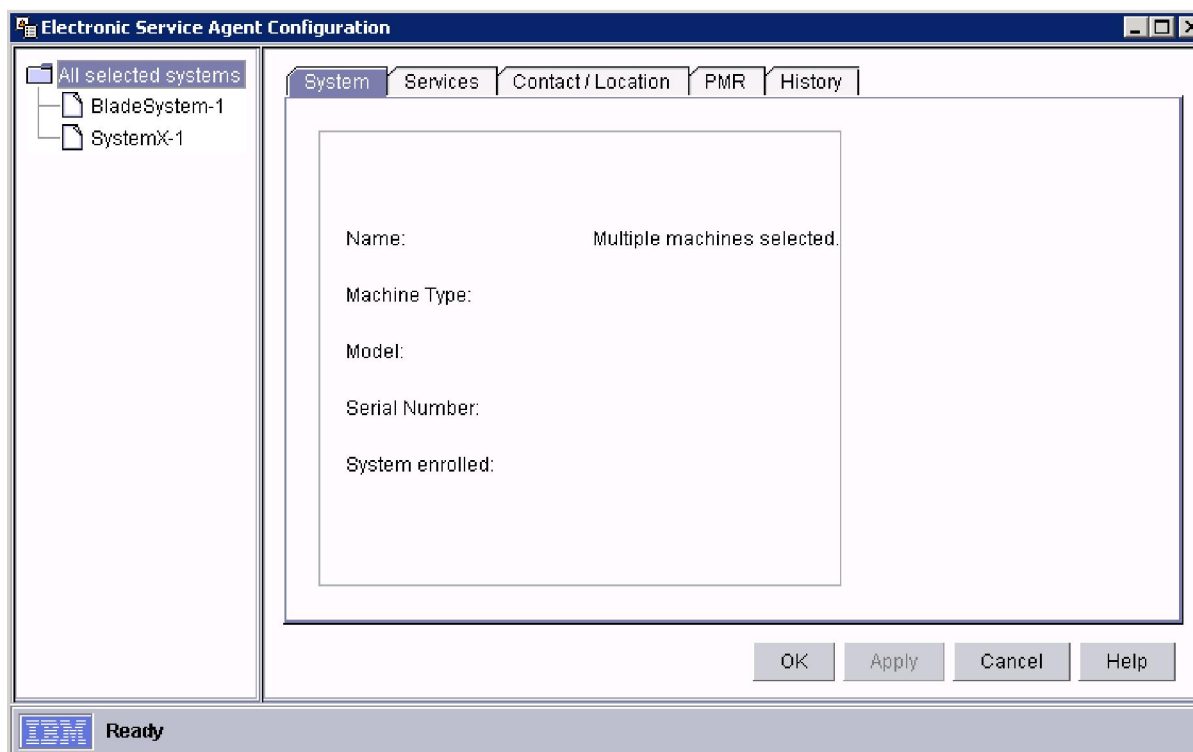 Electronic Service Agent Configuration
All selected systems
BladeSystem-1
SystemX-1
System Services Contact / Location PMR History
Name: Multiple machines selected.
Machine Type:
Model:
Serial Number:
System enrolled:
OK Apply Cancel Help
IBM Ready